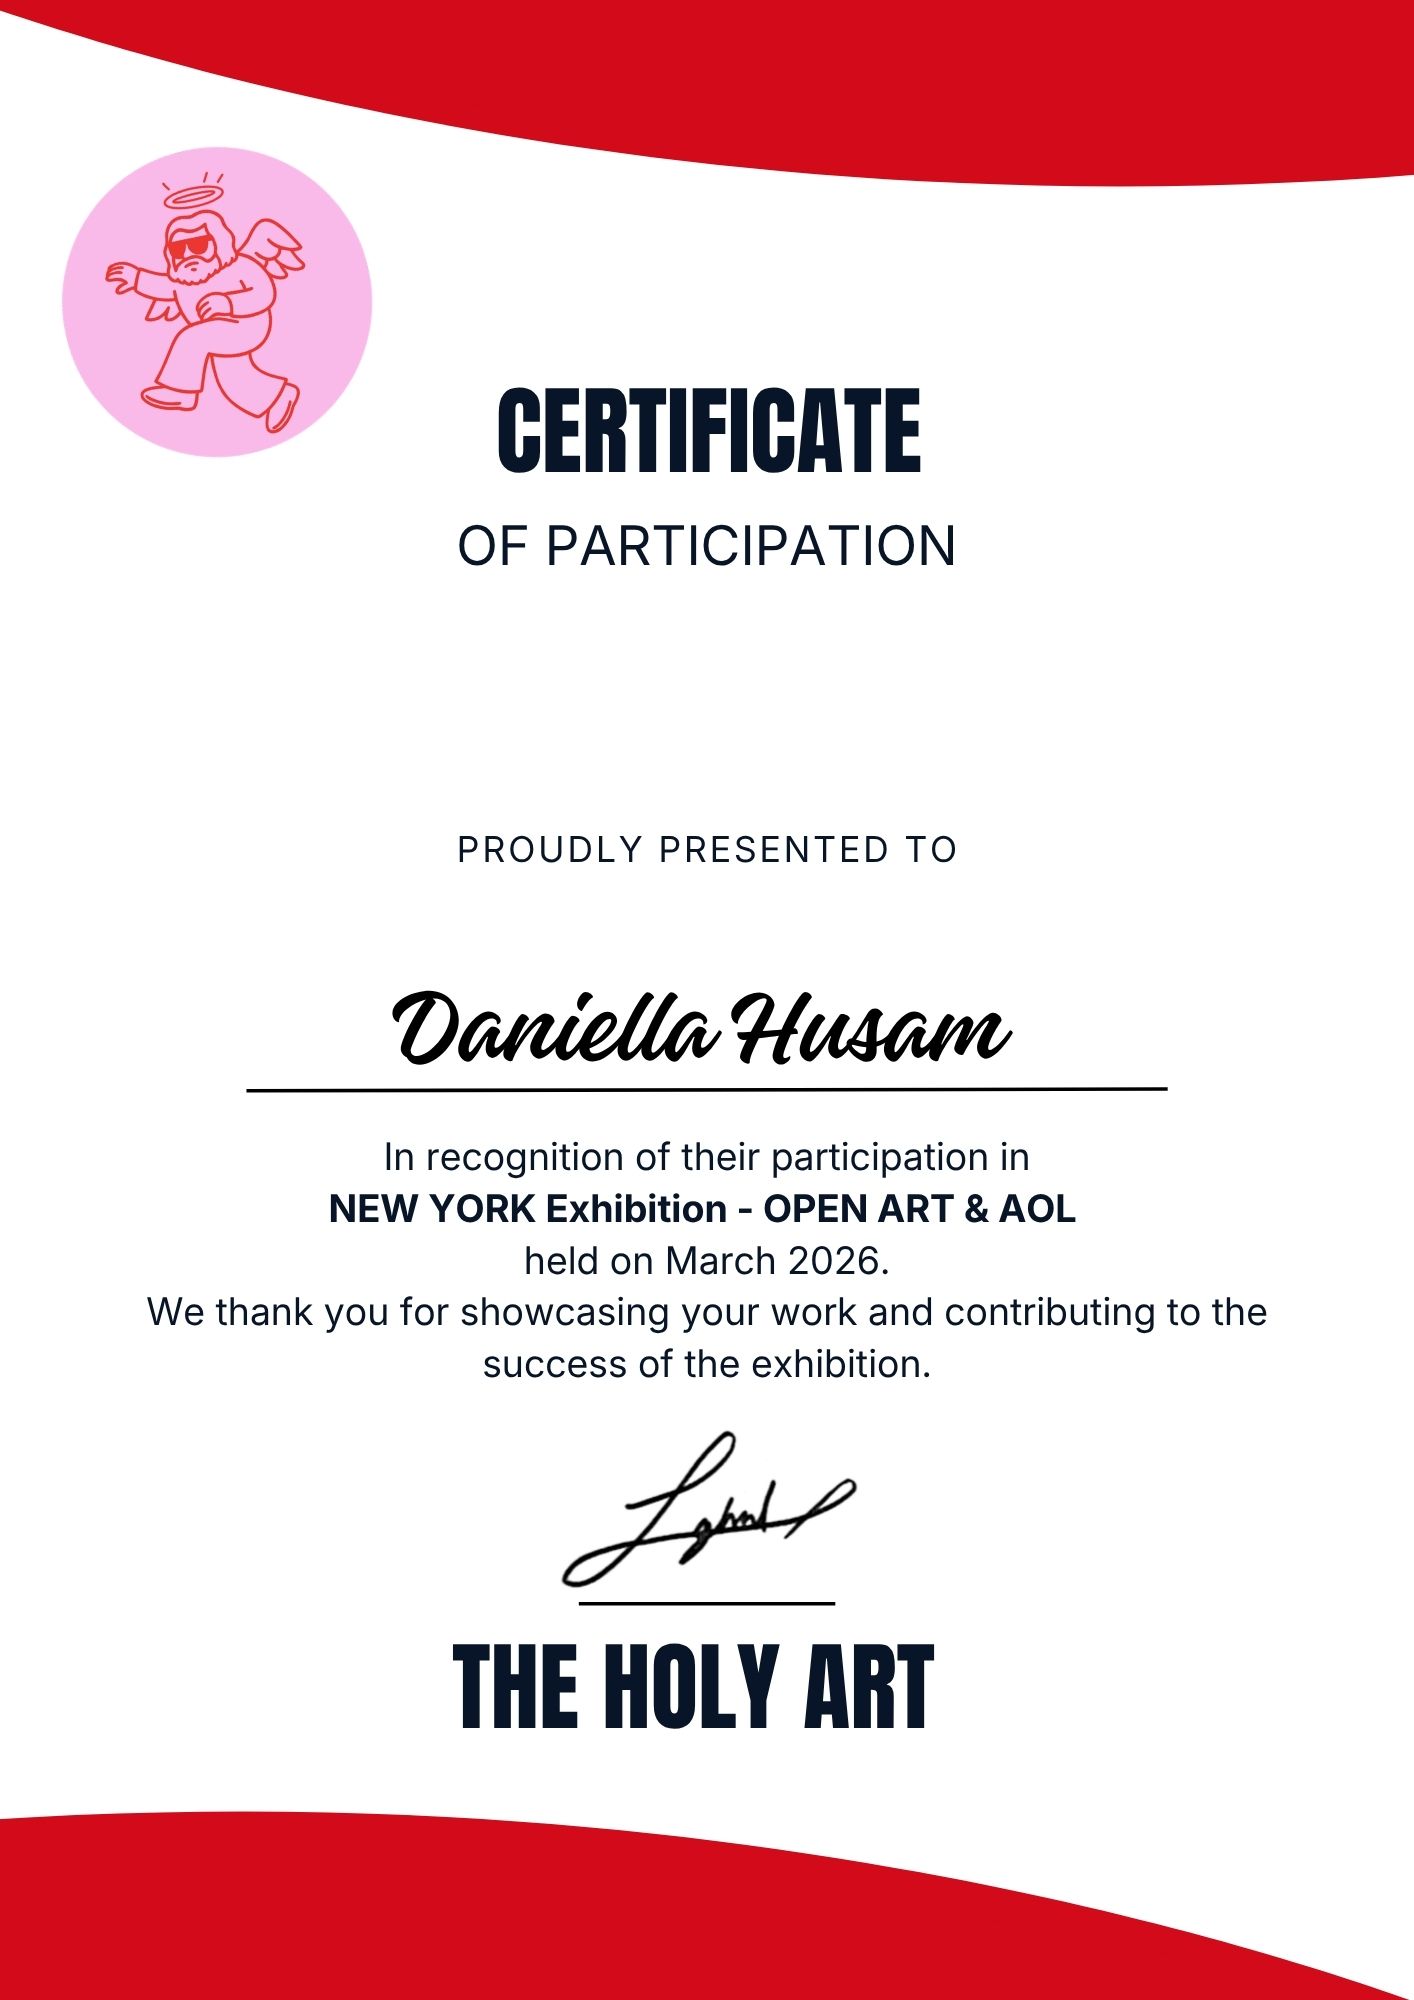 CERTIFICATE
OF PARTICIPATION
PROUDLY PRESENTED TO
Daniella Husam
In recognition of their participation in
NEW YORK Exhibition - OPEN ART & AOL
held on March 2026.
We thank you for showcasing your work and contributing to the
success of the exhibition.
THE HOLY ART